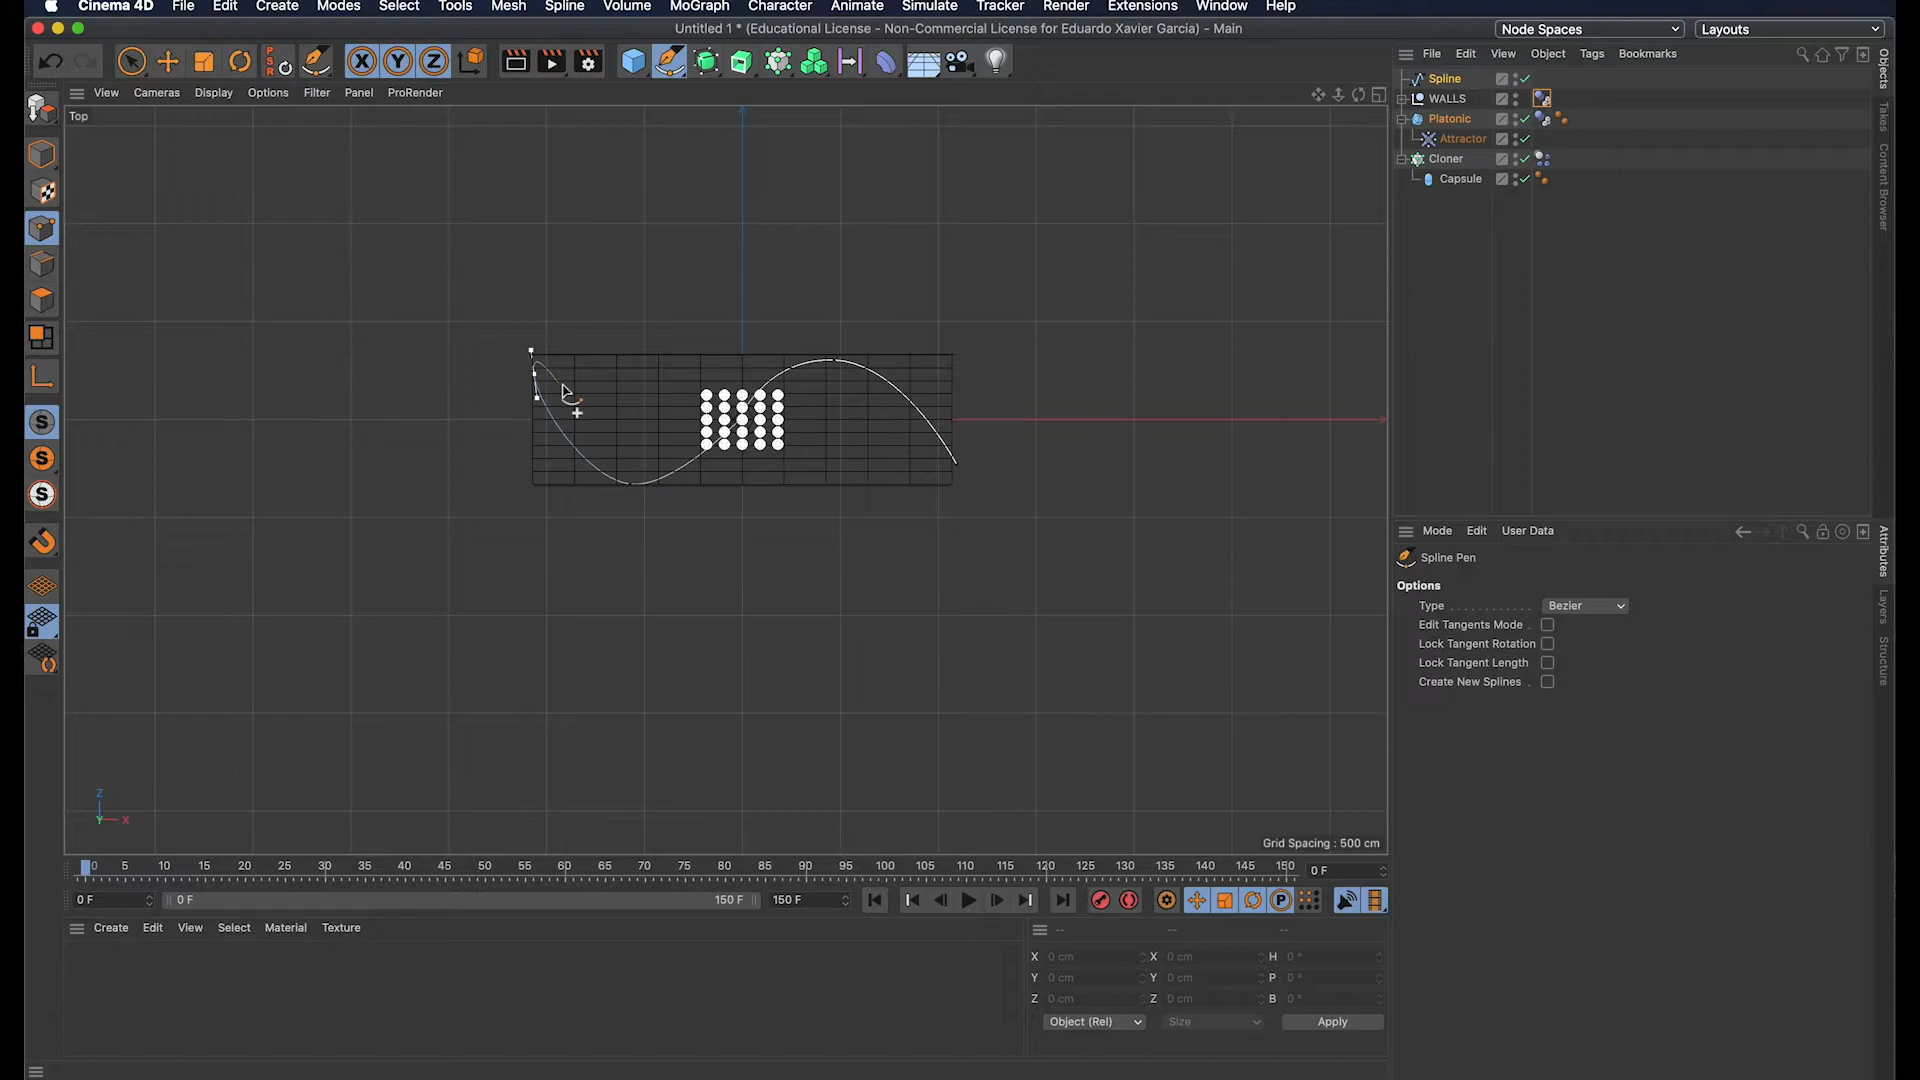 Cinema 4D File Edit Create Modes Select Tools Mesh Spline Volume MoGraph Character Animate Simulate Tracker Render Extensions Window Help
Untitled 1 * (Educational License - Non-Commercial License for Eduardo Xavier Garcia) - Main
Node Spaces
Layouts
P
S
R
X Y Z
View Cameras Display Options Filter Panel ProRender
Top
S
S
S
Z
Y X
Grid Spacing : 500 cm
0 5 10 15 20 25 30 35 40 45 50 55 60 65 70 75 80 85 90 95 100 105 110 115 120 125 130 135 140 145 150
0 F
0 F
0 F
150 F
150 F
P
Create Edit View Select Material Texture
-- -- --
X 0 cm X 0 cm H 0 °
Y 0 cm Y 0 cm P 0 °
Z 0 cm Z 0 cm B 0 °
Object (Rel) Size Apply
File Edit View Object Tags Bookmarks
Spline
WALLS
Platonic
Attractor
Cloner
Capsule
Objects
Takes
Content Browser
Mode Edit User Data
Spline Pen
Options
Type Bezier
Edit Tangents Mode
Lock Tangent Rotation
Lock Tangent Length
Create New Splines
Attributes
Layers
Structure